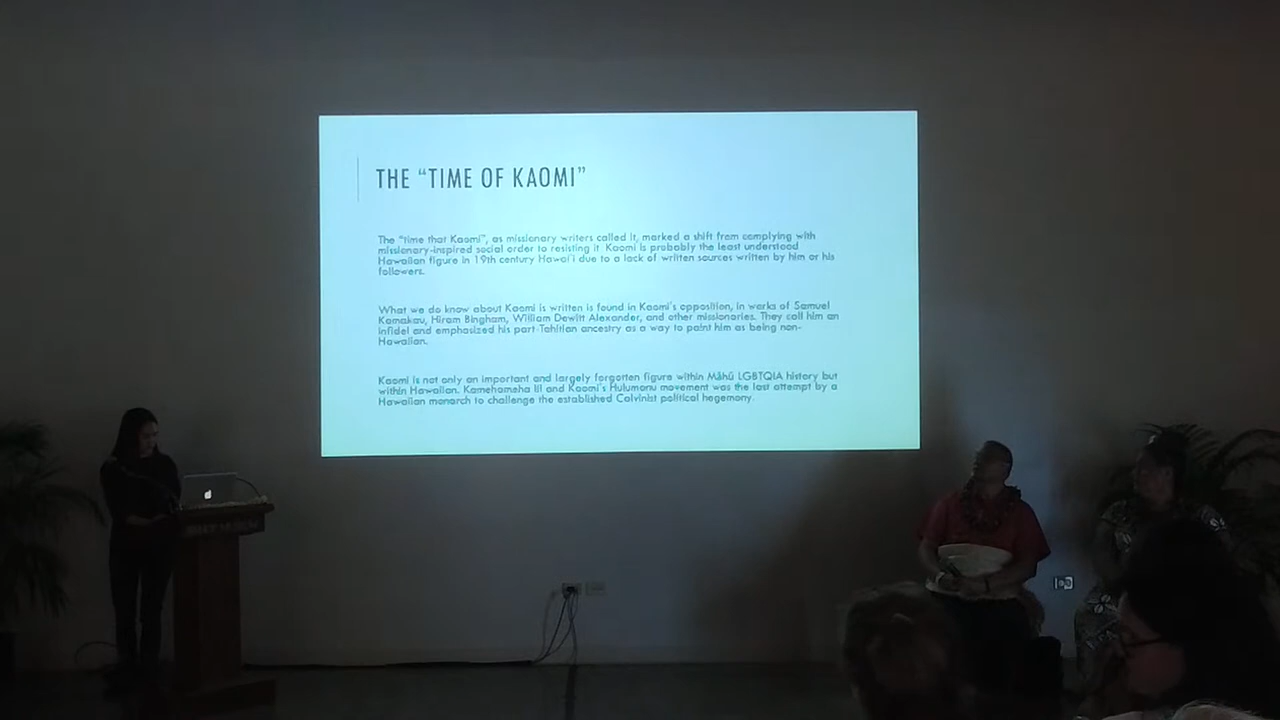 THE “TIME OF KAOMI”
The “time that Kaomi”, as missionary writers called it, marked a shift from complying with
missionary-inspired social order to resisting it. Kaomi is probably the least understood
Hawaiian figure in 19th century Hawai‘i due to a lack of written sources written by him or his
followers.
What we do know about Kaomi is written is found in Kaomi’s opposition, in works of Samuel
Kamakau, Hiram Bingham, William Dewitt Alexander, and other missionaries. They call him an
infidel and emphasized his part-Tahitian ancestry as a way to paint him as being non-
Hawaiian.
Kaomi is not only an important and largely forgotten figure within Māhū LGBTQIA history but
within Hawaiian. Kamehameha III and Kaomi’s Hulumanu movement was the last attempt by a
Hawaiian monarch to challenge the established Calvinist political hegemony.